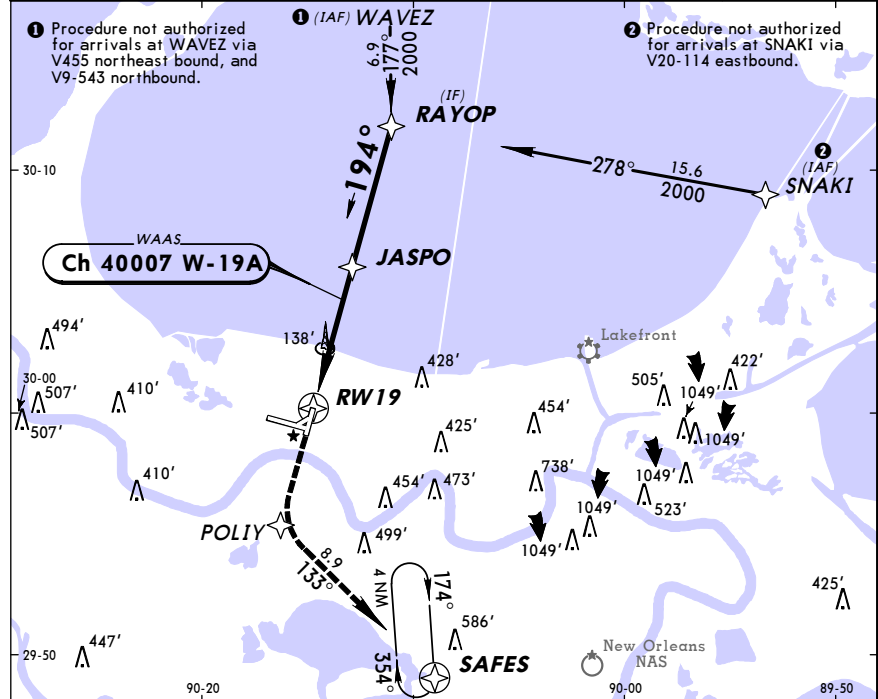 ❶ Procedure not authorized
for arrivals at WAVEZ via
V455 northeast bound, and
V9-543 northbound.
❶ (IAF) WAVEZ
6.9
177°
2000
❷ Procedure not authorized
for arrivals at SNAKI via
V20-114 eastbound.
(IF)
RAYOP
194°
30-10
278°
15.6
2000
❷
(IAF)
SNAKI
WAAS
Ch 40007 W-19A
JASPO
494'
138'
Lakefront
30-00
507'
507'
410'
428'
RW19
505'
422'
1049'
454'
425'
1049'
410'
454'
473'
738'
1049'
523'
1049'
POLIY
499'
1049'
8.9
133°
4 NM
174°
354°
425'
586'
447'
New Orleans
NAS
29-50
SAFES
90-20
90-00
89-50